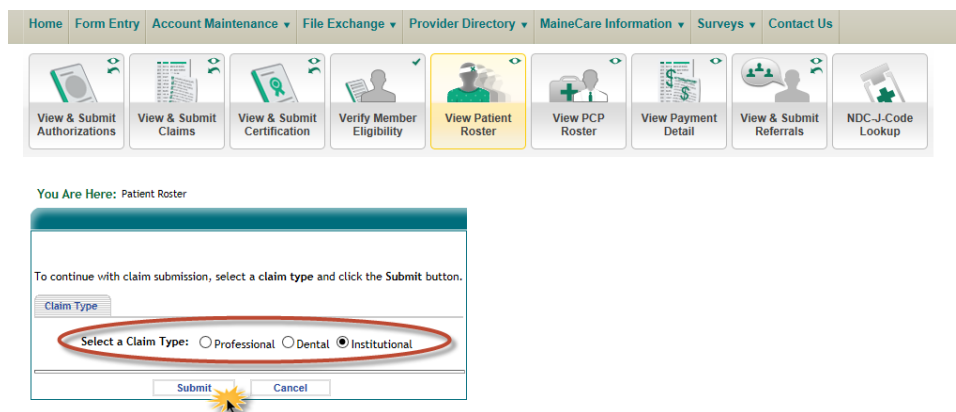 Home Form Entry Account Maintenance File Exchange Provider Directory MaineCare Information Surveys Contact Us
View & Submit Authorizations
View & Submit Claims
View & Submit Certification
Verify Member Eligibility
View Patient Roster
View PCP Roster
View Payment Detail
View & Submit Referrals
NDC-J-Code Lookup
You Are Here: Patient Roster
To continue with claim submission, select a claim type and click the Submit button.
Claim Type
Select a Claim Type: Professional Dental Institutional
Submit Cancel